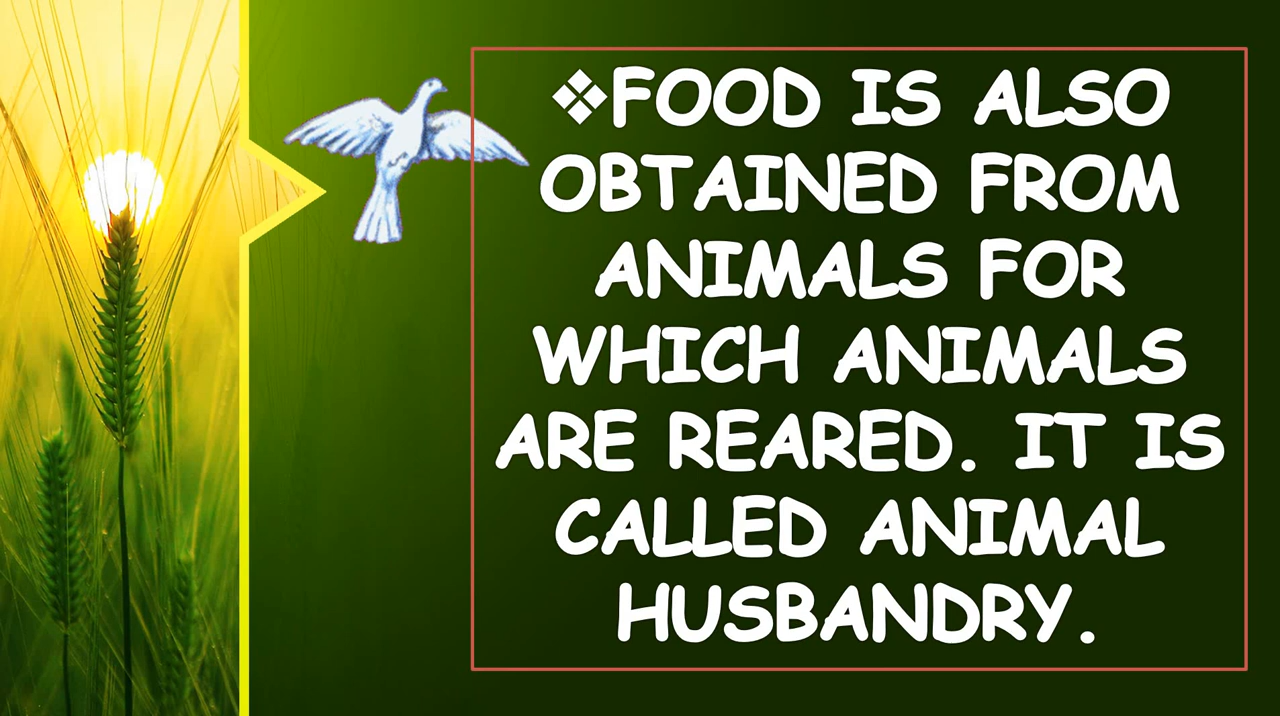 ❖FOOD IS ALSO
OBTAINED FROM
ANIMALS FOR
WHICH ANIMALS
ARE REARED. IT IS
CALLED ANIMAL
HUSBANDRY.